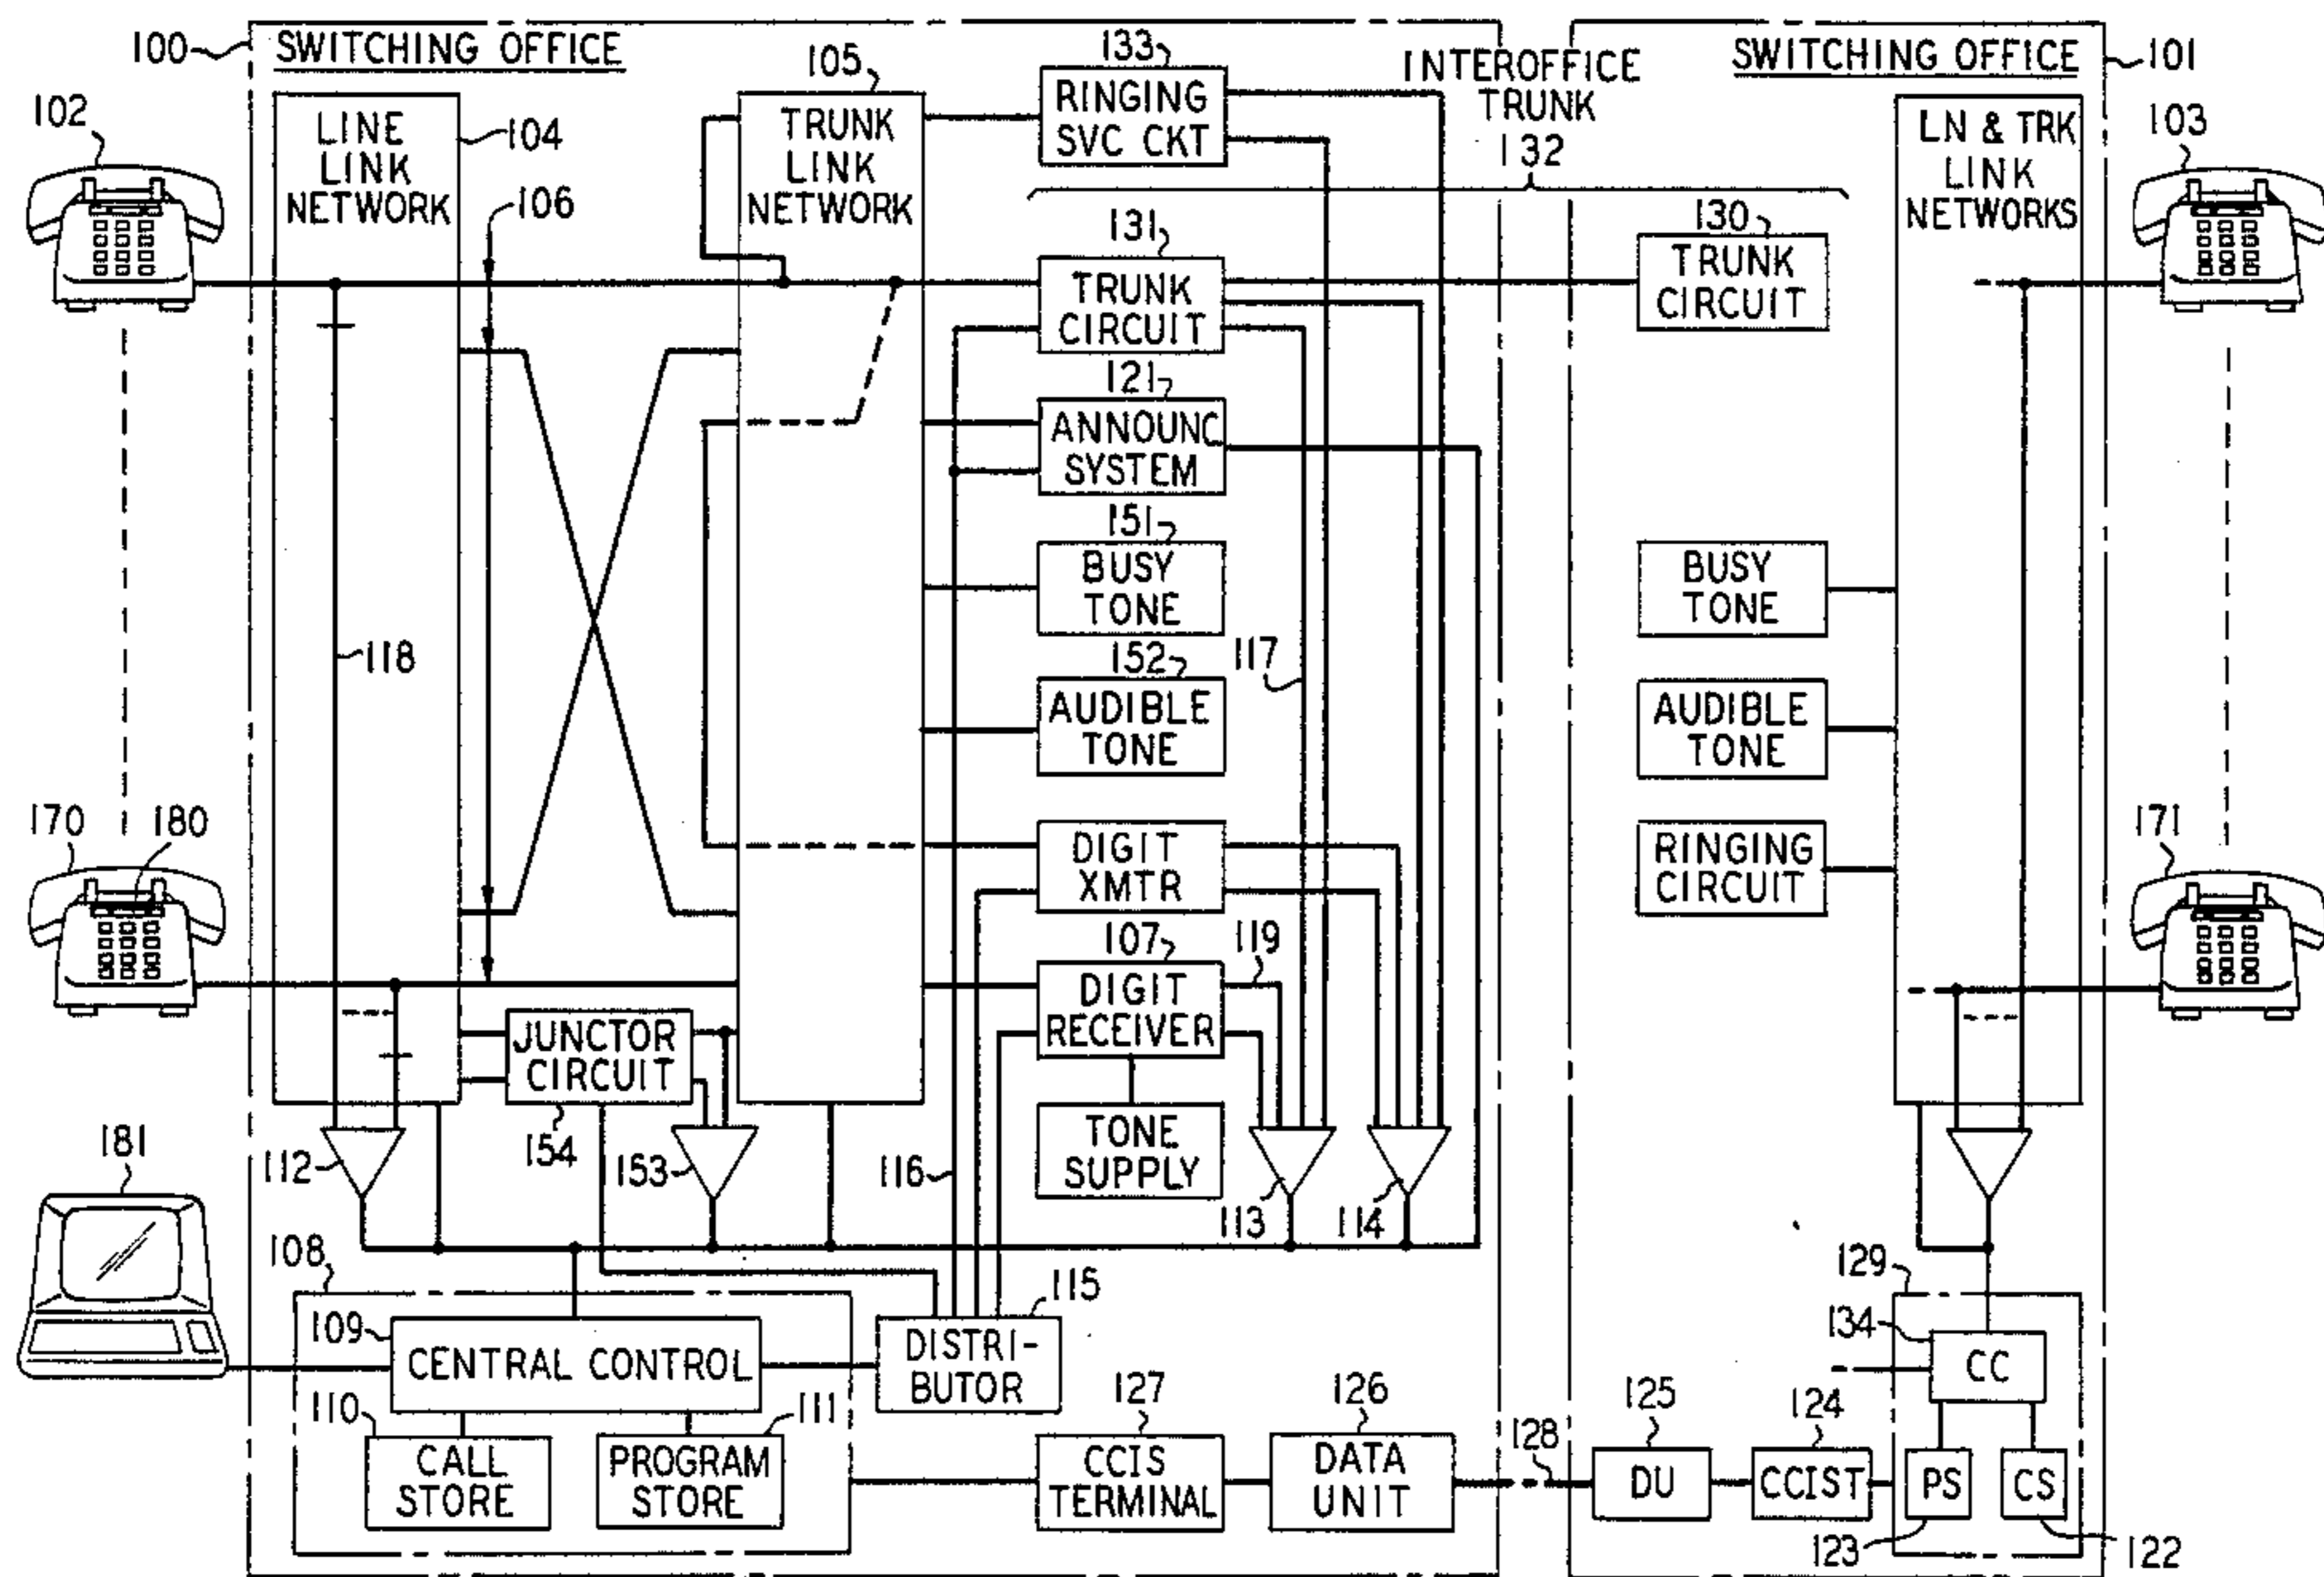 100
SWITCHING OFFICE
105
133
INTEROFFICE
TRUNK
132
SWITCHING OFFICE
101
102
LINE
LINK
NETWORK
104
106
TRUNK
LINK
NETWORK
RINGING
SVC CKT
LN & TRK
LINK
NETWORKS
103
131
TRUNK
CIRCUIT
130
TRUNK
CIRCUIT
121
ANNOUNC
SYSTEM
151
BUSY
TONE
BUSY
TONE
118
117
152
AUDIBLE
TONE
AUDIBLE
TONE
170
180
DIGIT
XMTR
RINGING
CIRCUIT
171
107
119
DIGIT
RECEIVER
JUNCTOR
CIRCUIT
154
TONE
SUPPLY
181
112
153
116
113
114
108
115
129
109
CENTRAL CONTROL
DISTRI-
BUTOR
134
CC
110
CALL
STORE
111
PROGRAM
STORE
127
CCIS
TERMINAL
126
DATA
UNIT
128
125
DU
124
CCIST
PS
CS
123
122